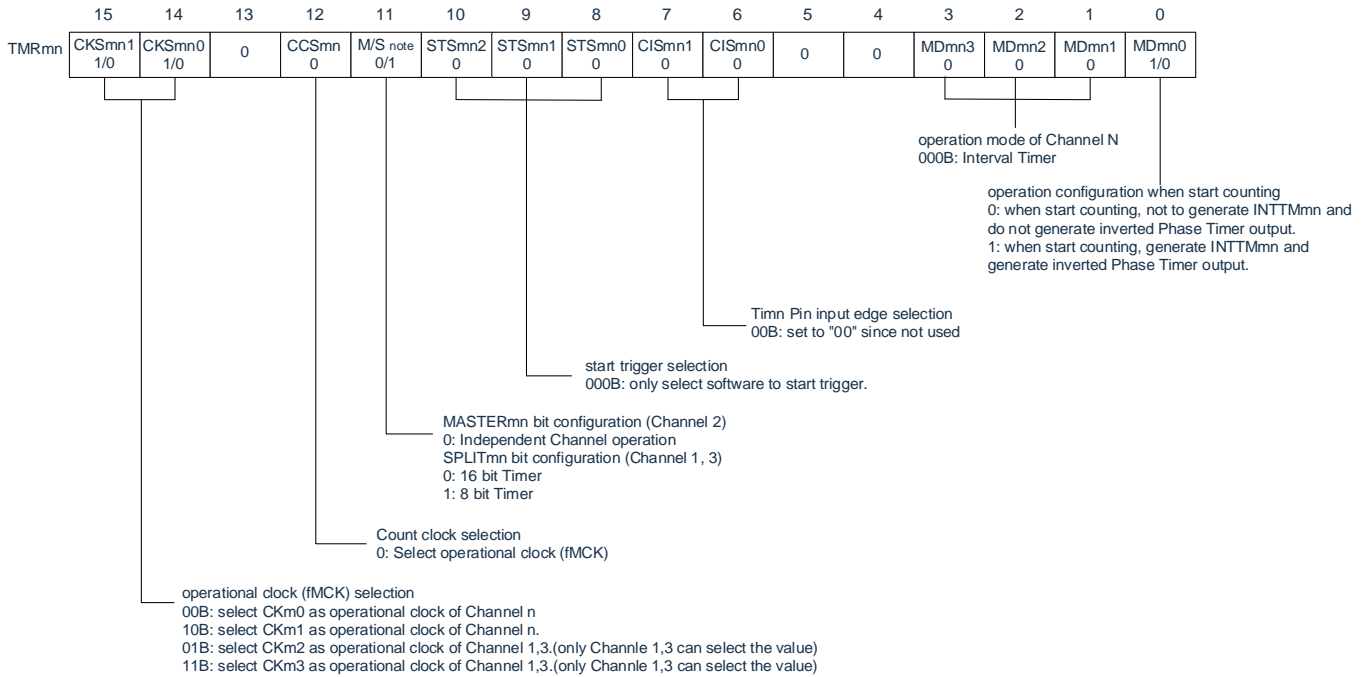 15 14 13 12 11 10 9 8 7 6 5 4 3 2 1 0
TMRmn CKSmn1 CKSmn0 0 CCSmn M/S note STSmn2 STSmn1 STSmn0 CISmn1 CISmn0 0 0 MDmn3 MDmn2 MDmn1 MDmn0
1/0 1/0 0 0/1 0 0 0 0 0 0 0 0 1/0
operation mode of Channel N
000B: Interval Timer
operation configuration when start counting
0: when start counting, not to generate INTTMmn and
do not generate inverted Phase Timer output.
1: when start counting, generate INTTMmn and
generate inverted Phase Timer output.
Timn Pin input edge selection
00B: set to "00" since not used
start trigger selection
000B: only select software to start trigger.
MASTERmn bit configuration (Channel 2)
0: Independent Channel operation
SPLITmn bit configuration (Channel 1, 3)
0: 16 bit Timer
1: 8 bit Timer
Count clock selection
0: Select operational clock (fMCK)
operational clock (fMCK) selection
00B: select CKm0 as operational clock of Channel n
10B: select CKm1 as operational clock of Channel n.
01B: select CKm2 as operational clock of Channel 1,3.(only Channle 1,3 can select the value)
11B: select CKm3 as operational clock of Channel 1,3.(only Channle 1,3 can select the value)